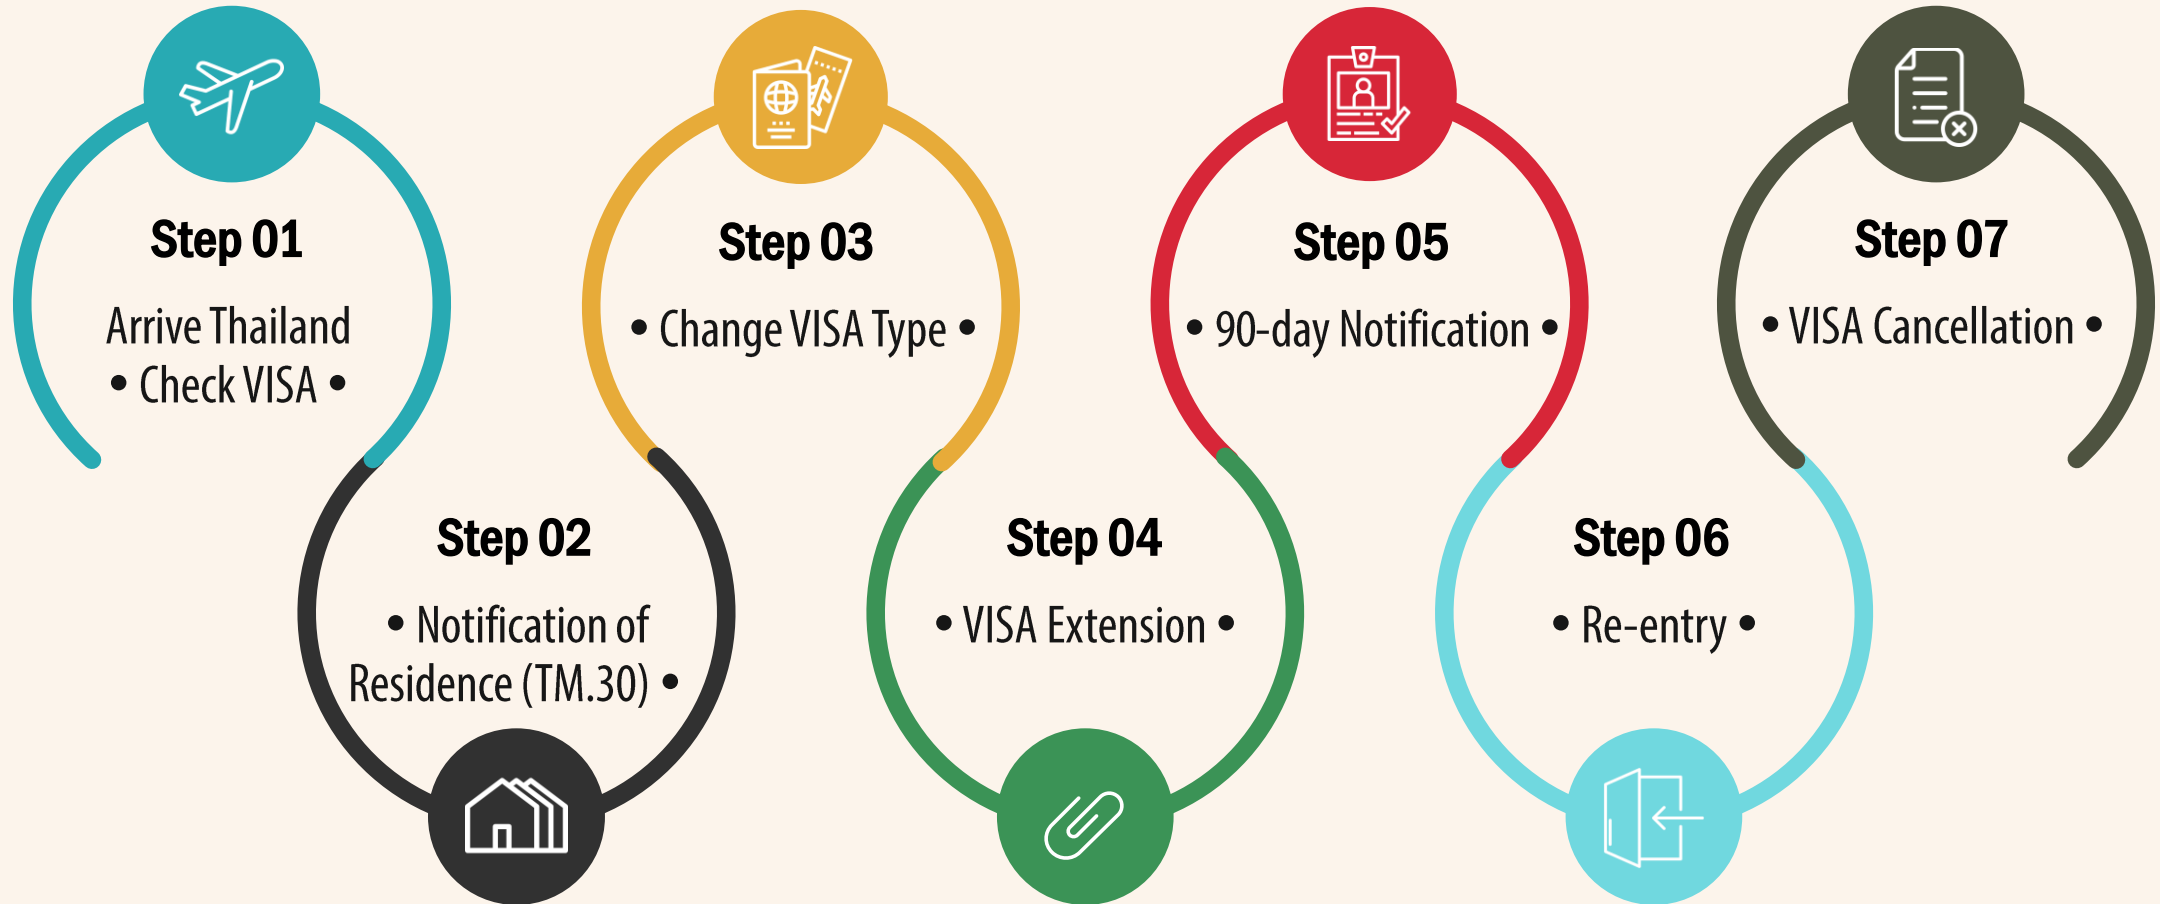 Step 01
Arrive Thailand
• Check VISA •
Step 02
• Notification of
Residence (TM.30) •
Step 03
• Change VISA Type •
Step 04
• VISA Extension •
Step 05
• 90-day Notification •
Step 06
• Re-entry •
Step 07
• VISA Cancellation •